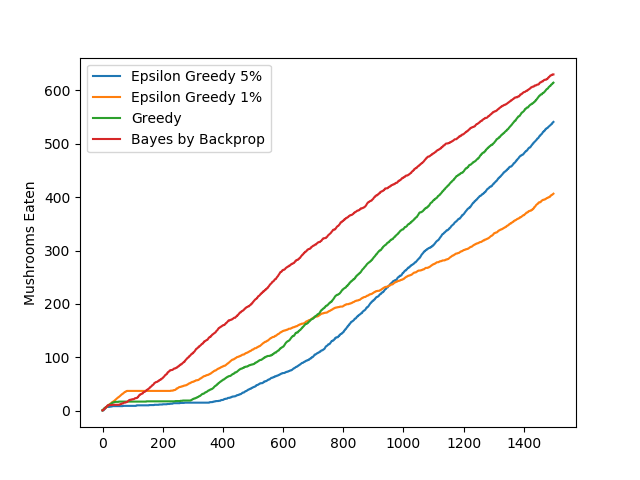 Epsilon Greedy 5%
Epsilon Greedy 1%
Greedy
Bayes by Backprop
Mushrooms Eaten
600
500
400
300
200
100
0
0 200 400 600 800 1000 1200 1400